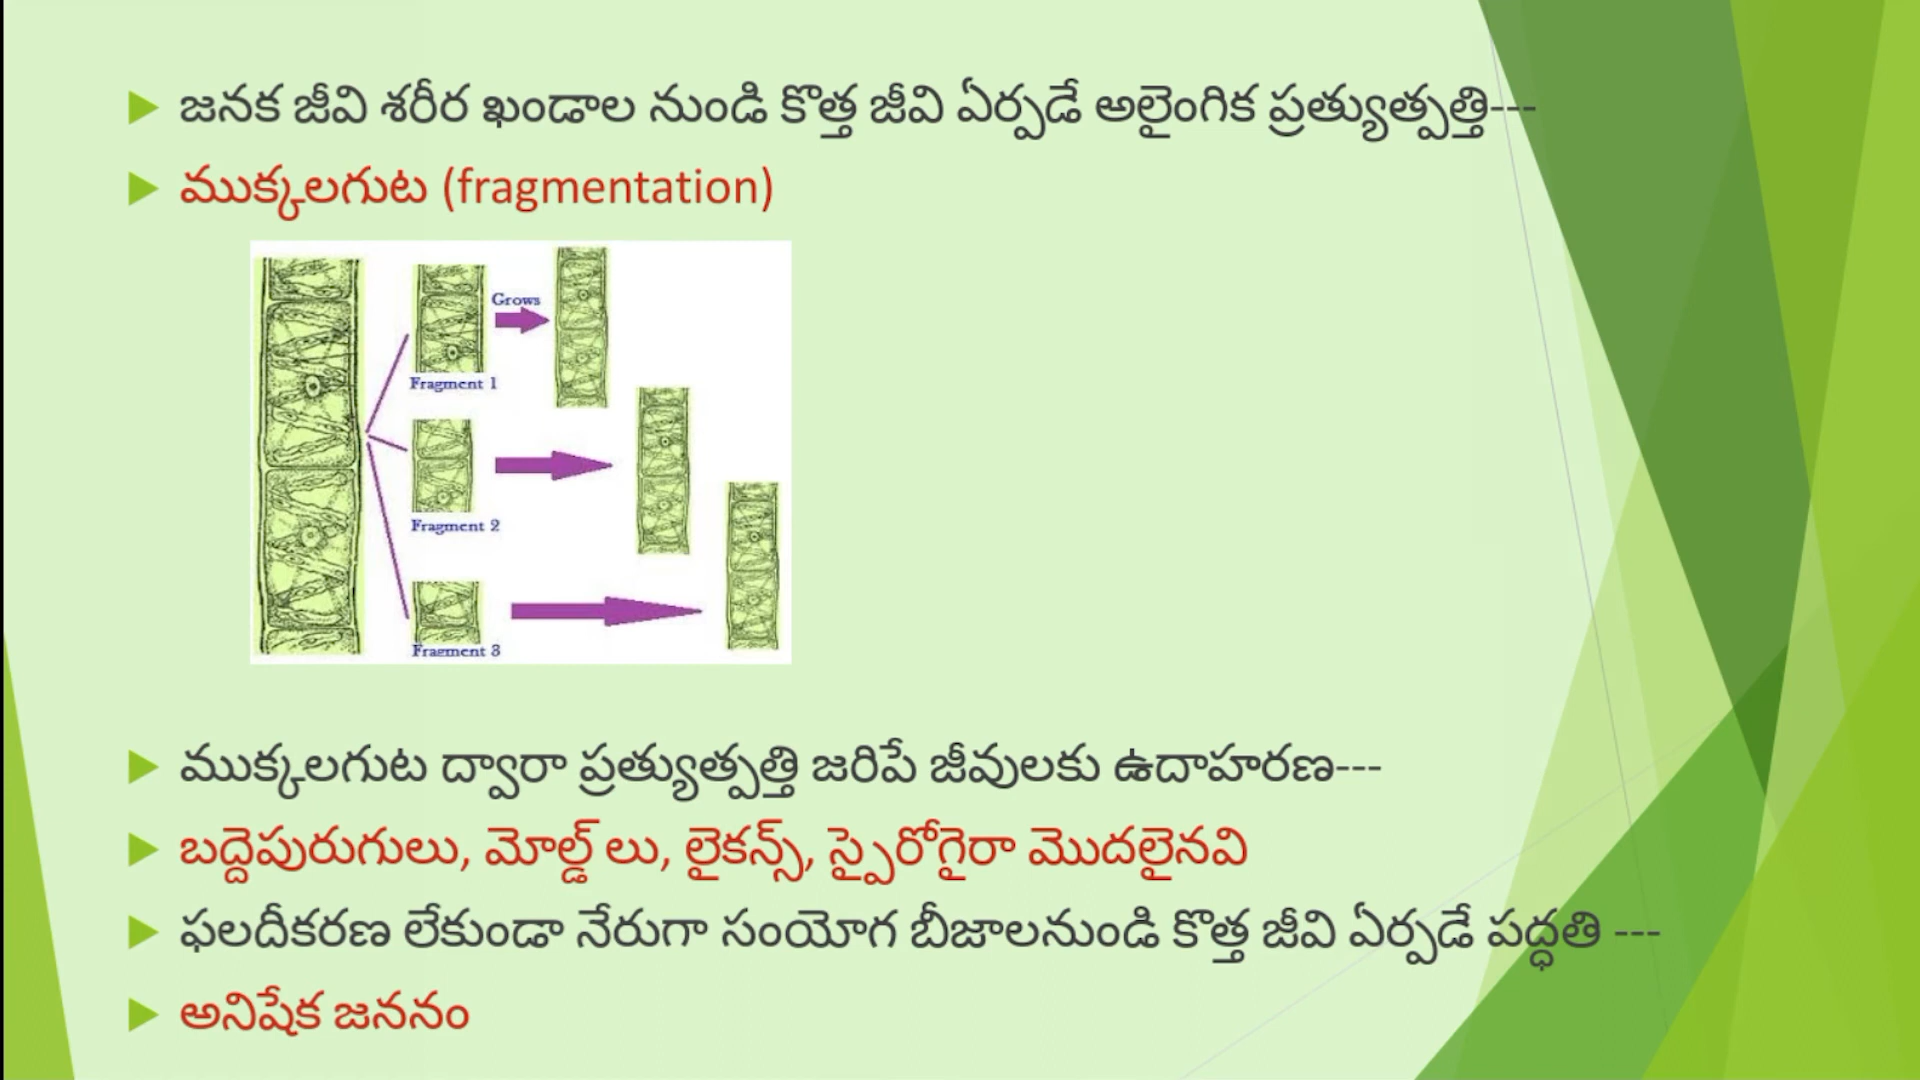 జనక జీవి శరీర ఖండాల నుండి కొత్త జీవి ఏర్పడే అలైంగిక ప్రత్యుత్పత్తి---
ముక్కలగుట (fragmentation)
Grows
Fragment 1
Fragment 2
Fragment 3
ముక్కలగుట ద్వారా ప్రత్యుత్పత్తి జరిపే జీవులకు ఉదాహరణ---
బద్దెపురుగులు, మోల్డ్ లు, లైకన్స్, స్పైరోగైరా మొదలైనవి
ఫలదీకరణ లేకుండా నేరుగా సంయోగ బీజాలనుండి కొత్త జీవి ఏర్పడే పద్ధతి ---
అనిషేక జననం